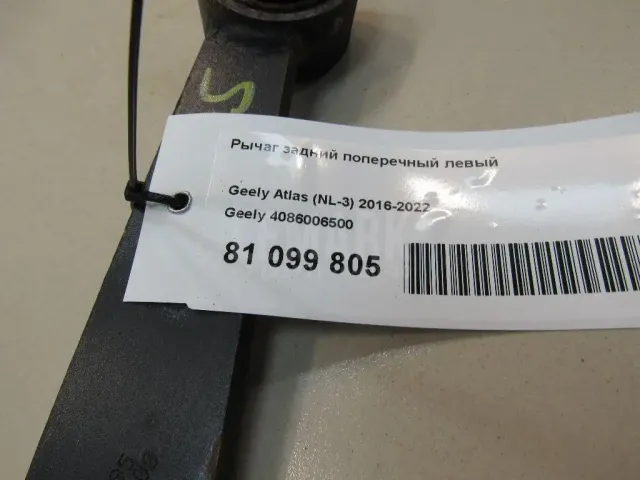 Рычаг задний поперечный левый
Geely Atlas (NL-3) 2016-2022
Geely 4086006500
81 099 805